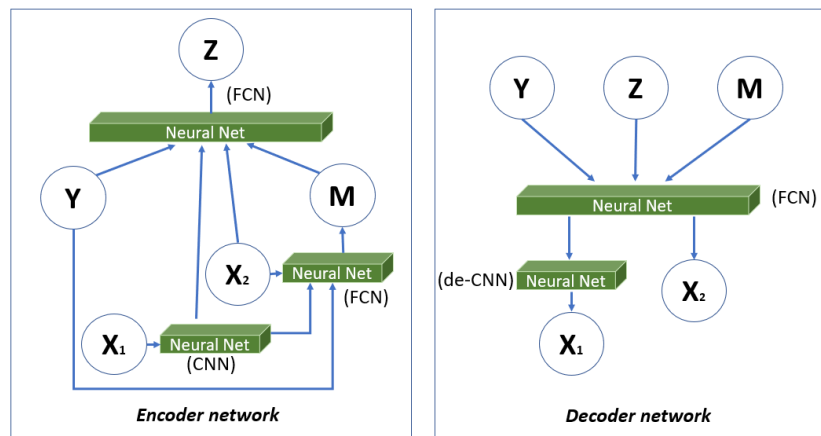 Z
(FCN)
Neural Net
Y
M
X2
Neural Net
(FCN)
X1
Neural Net
(CNN)
Encoder network
Y
Z
M
Neural Net
(FCN)
(de-CNN)
Neural Net
X2
X1
Decoder network